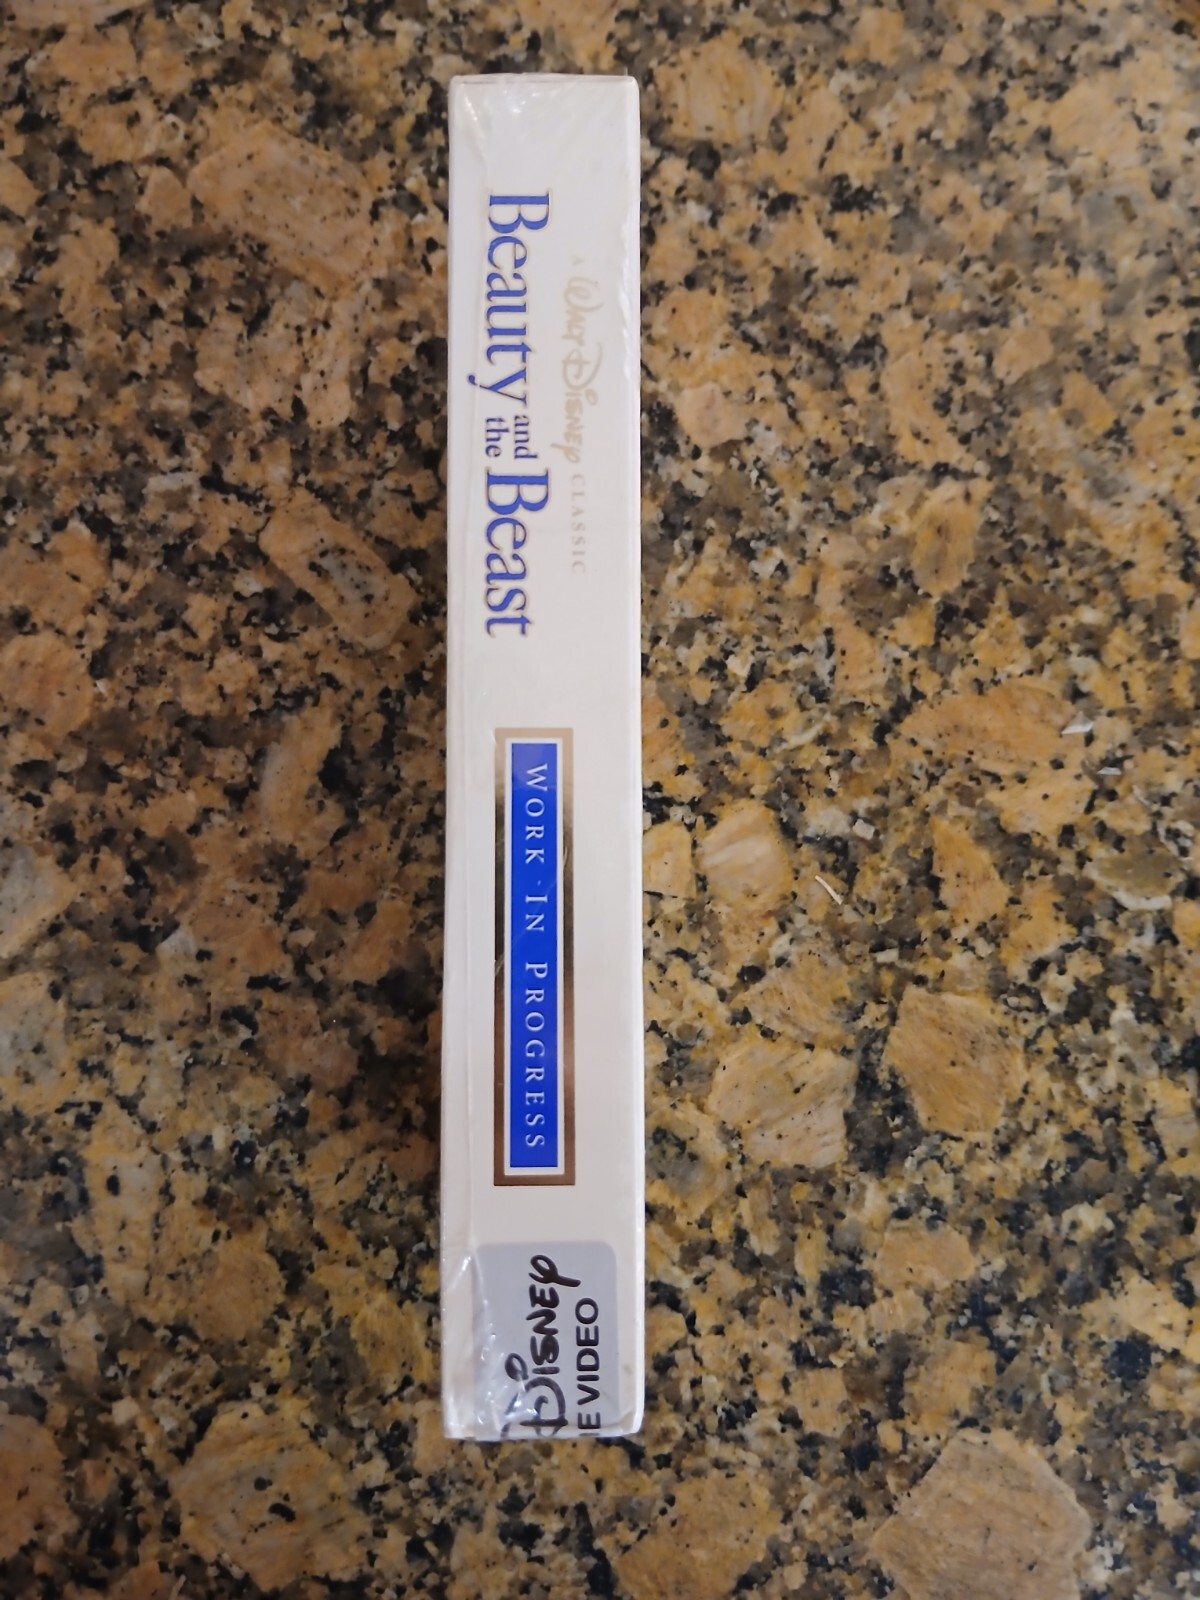 A WALT DISNEY CLASSIC
Beauty and the Beast
WORK IN PROGRESS
DISNEY
E VIDEO